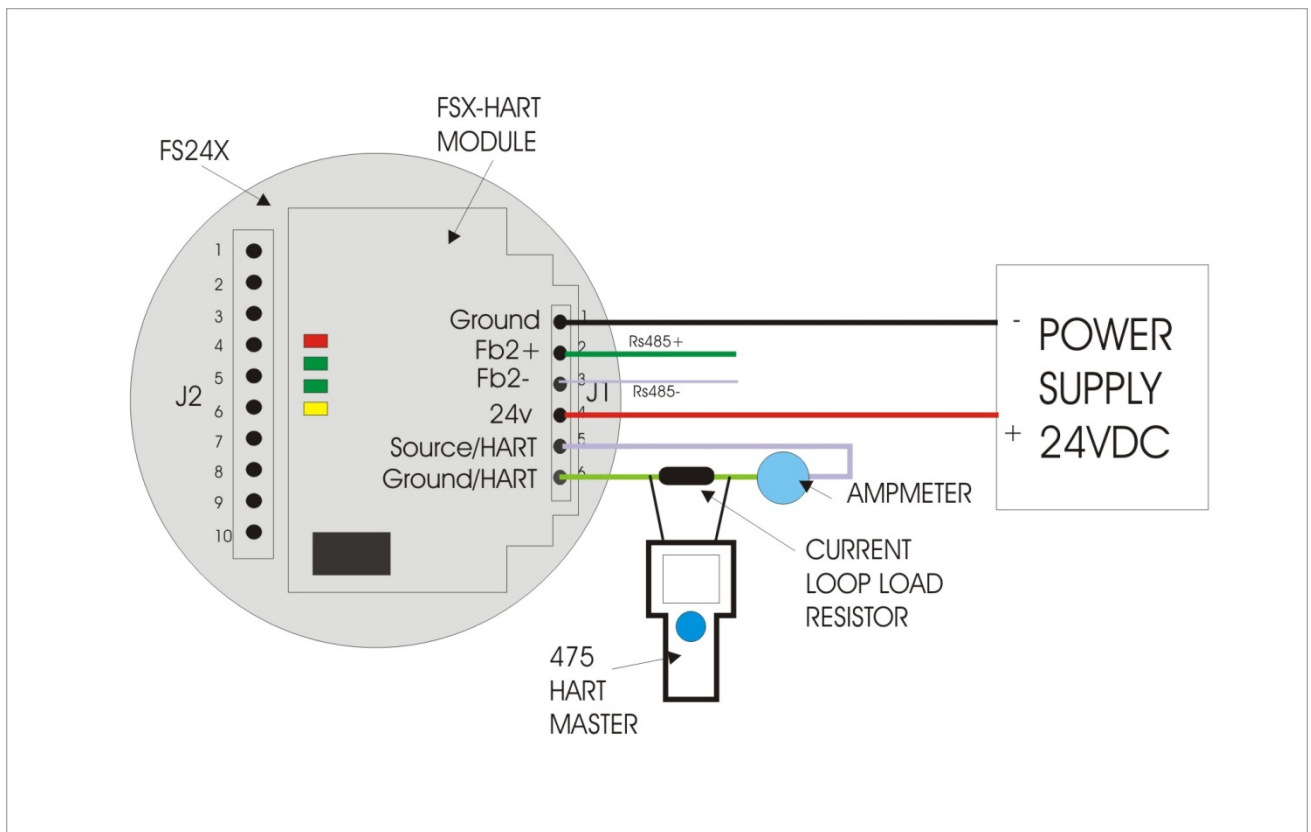 FSX-HART
MODULE
FS24X
1
2
3
4
5
6
7
8
9
10
J2
Ground
Fb2+
Fb2-
24v
Source/HART
Ground/HART
1
2
3
4
5
6
J1
Rs485+
Rs485-
-
+
POWER
SUPPLY
24VDC
AMPMETER
CURRENT
LOOP LOAD
RESISTOR
475
HART
MASTER